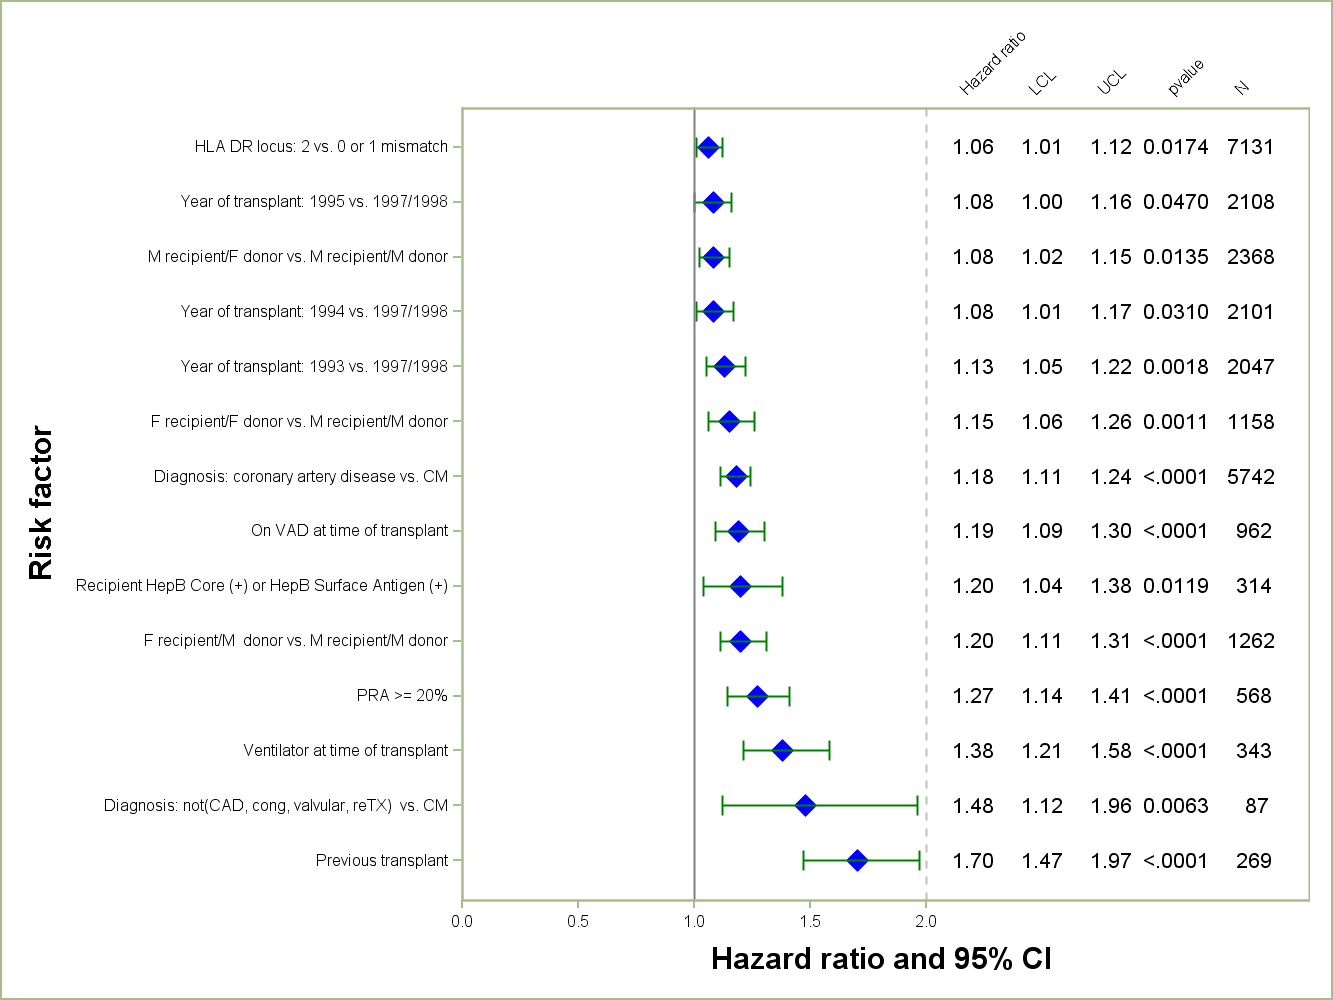 Hazard ratio LCL UCL pvalue N
HLA DR locus: 2 vs. 0 or 1 mismatch 1.06 1.01 1.12 0.0174 7131
Year of transplant: 1995 vs. 1997/1998 1.08 1.00 1.16 0.0470 2108
M recipient/F donor vs. M recipient/M donor 1.08 1.02 1.15 0.0135 2368
Year of transplant: 1994 vs. 1997/1998 1.08 1.01 1.17 0.0310 2101
Year of transplant: 1993 vs. 1997/1998 1.13 1.05 1.22 0.0018 2047
F recipient/F donor vs. M recipient/M donor 1.15 1.06 1.26 0.0011 1158
Diagnosis: coronary artery disease vs. CM 1.18 1.11 1.24 <.0001 5742
On VAD at time of transplant 1.19 1.09 1.30 <.0001 962
Recipient HepB Core (+) or HepB Surface Antigen (+) 1.20 1.04 1.38 0.0119 314
F recipient/M  donor vs. M recipient/M donor 1.20 1.11 1.31 <.0001 1262
PRA >= 20% 1.27 1.14 1.41 <.0001 568
Ventilator at time of transplant 1.38 1.21 1.58 <.0001 343
Diagnosis: not(CAD, cong, valvular, reTX)  vs. CM 1.48 1.12 1.96 0.0063 87
Previous transplant 1.70 1.47 1.97 <.0001 269
Risk factor
0.0 0.5 1.0 1.5 2.0
Hazard ratio and 95% CI